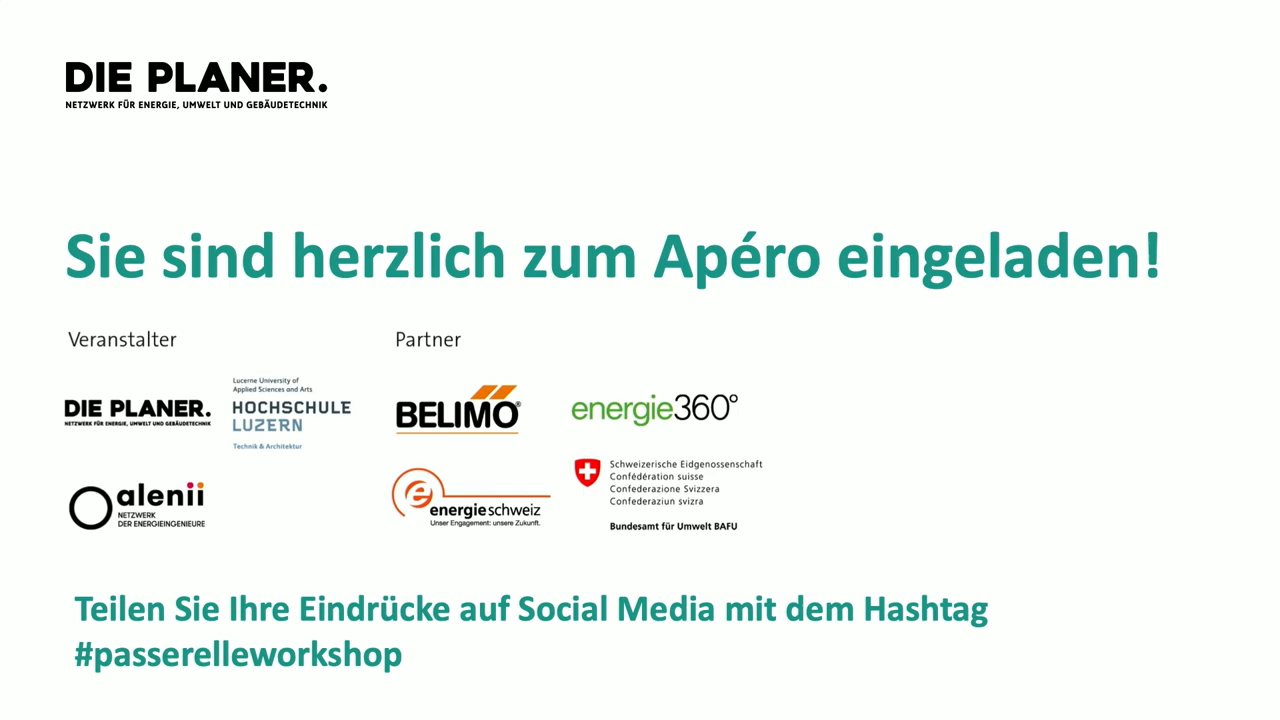 DIE PLANER.
NETZWERK FÜR ENERGIE, UMWELT UND GEBÄUDETECHNIK
Sie sind herzlich zum Apéro eingeladen!
Veranstalter
Partner
DIE PLANER.
NETZWERK FÜR ENERGIE, UMWELT UND GEBÄUDETECHNIK
Lucerne University of
Applied Sciences and Arts
HOCHSCHULE
LUZERN
Technik & Architektur
BELIMO®
energie360°
alenii
NETZWERK
DER ENERGIEINGENIEURE
energieschweiz
Unser Engagement: unsere Zukunft.
Schweizerische Eidgenossenschaft
Confédération suisse
Confederazione Svizzera
Confederaziun svizra
Bundesamt für Umwelt BAFU
Teilen Sie Ihre Eindrücke auf Social Media mit dem Hashtag
#passerelleworkshop